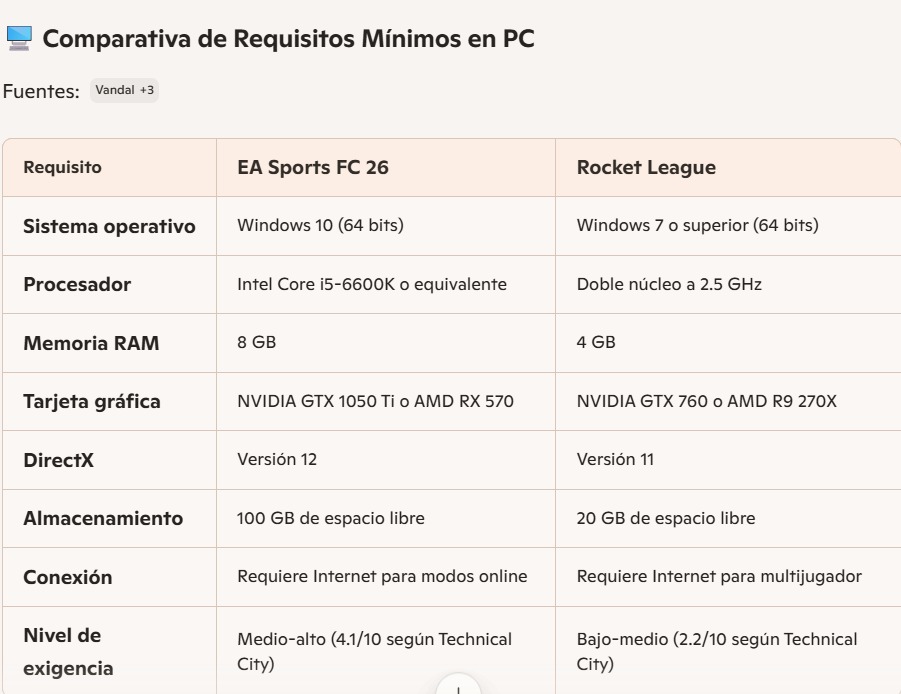 Comparativa de Requisitos Mínimos en PC
Fuentes: Vandal +3
Requisito EA Sports FC 26 Rocket League
Sistema operativo Windows 10 (64 bits) Windows 7 o superior (64 bits)
Procesador Intel Core i5-6600K o equivalente Doble núcleo a 2.5 GHz
Memoria RAM 8 GB 4 GB
Tarjeta gráfica NVIDIA GTX 1050 Ti o AMD RX 570 NVIDIA GTX 760 o AMD R9 270X
DirectX Versión 12 Versión 11
Almacenamiento 100 GB de espacio libre 20 GB de espacio libre
Conexión Requiere Internet para modos online Requiere Internet para multijugador
Nivel de
exigencia
Medio-alto (4.1/10 según Technical
City)
Bajo-medio (2.2/10 según Technical
City)